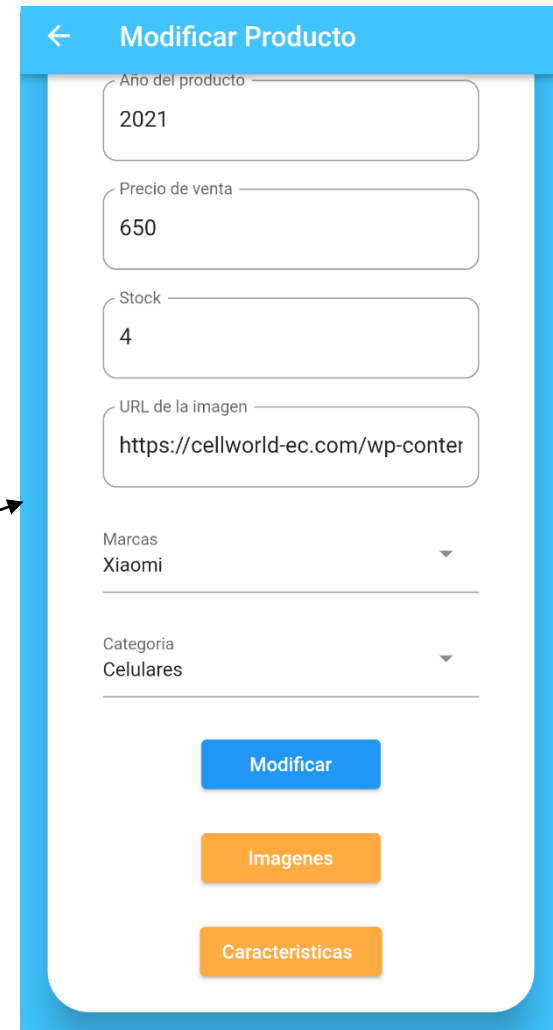 Modificar Producto
Año del producto
2021
Precio de venta
650
Stock
4
URL de la imagen
https://cellworld-ec.com/wp-conter
Marcas
Xiaomi
Categoria
Celulares
Modificar
Imagenes
Caracteristicas